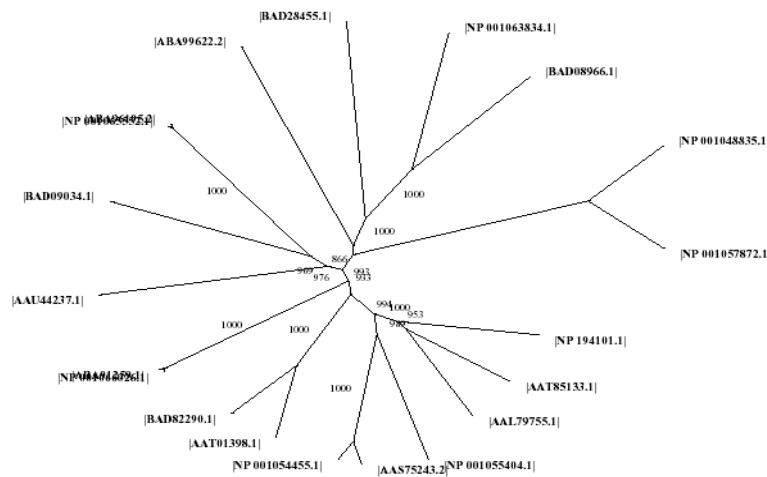 |BAD28455.1|
|NP 001063834.1|
|ABA99622.2|
|BAD08966.1|
|NP 001048835.1
1000
|BAD09034.1|
1000
1000
|NP 001057872.1
866
969
976
993
933
|AAU44237.1|
994
1000
953
1000
1000
|NP 194101.1|
|AAT85133.1|
1000
|BAD82290.1|
|AAL79755.1|
|AAT01398.1|
|NP 001054455.1|
|AAS75243.2|
|NP 001055404.1|